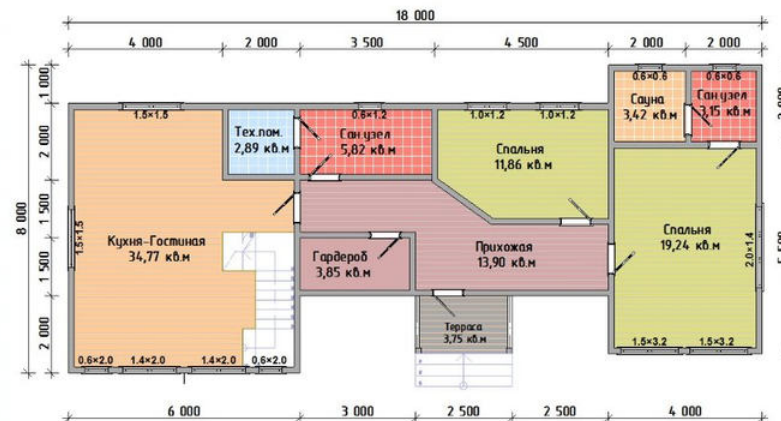 18 000
4 000
2 000
3 500
4 500
2 000
2 000
1 000
2 000
8 000
1 500
1 500
2 000
1.5×1.5
0.6×1.2
1.0×1.2
1.0×1.2
0.6×0.6
0.6×0.6
Сауна
3,42 кв.м
Сан.узел
3,15 кв.м
Тех.пом.
2,89 кв.м
Сан.узел
5,82 кв.м
Спальня
11,86 кв.м
Кухня-Гостиная
34,77 кв.м
1.5×1.5
Гардероб
3,85 кв.м
Прихожая
13,90 кв.м
Спальня
19,24 кв.м
2.0×1.4
Терраса
3,75 кв.м
0.6×2.0
1.4×2.0
1.4×2.0
0.6×2.0
1.5×3.2
1.5×3.2
6 000
3 000
2 500
2 500
4 000